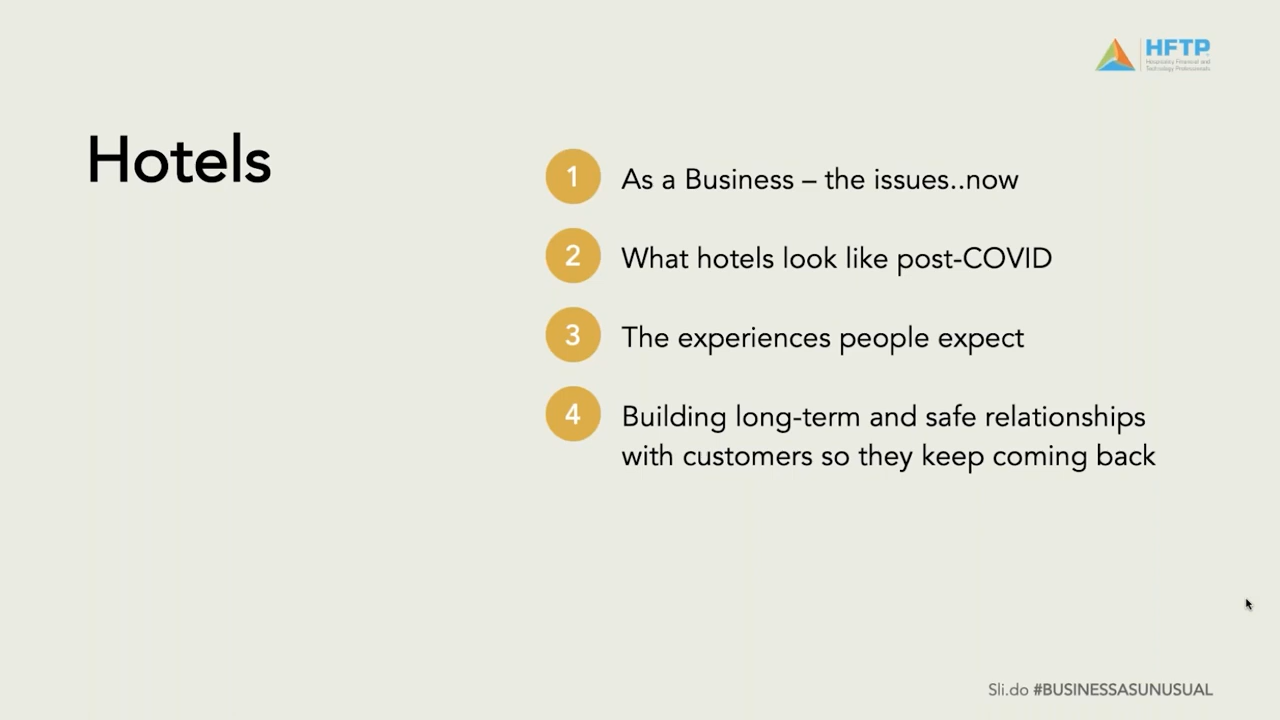 HFTP
Hospitality Financial and
Technology Professionals
Hotels
1 As a Business – the issues..now
2 What hotels look like post-COVID
3 The experiences people expect
4 Building long-term and safe relationships
with customers so they keep coming back
Sli.do #BUSINESSASUNUSUAL